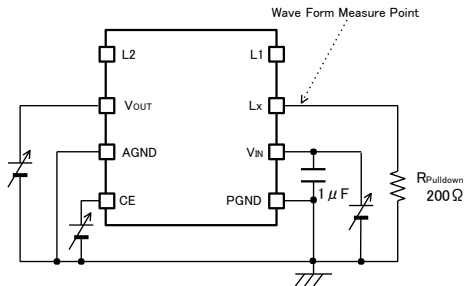 Wave Form Measure Point
L2
L1
VOUT
Lx
AGND
VIN
CE
PGND
1μF
RPulldown
200Ω